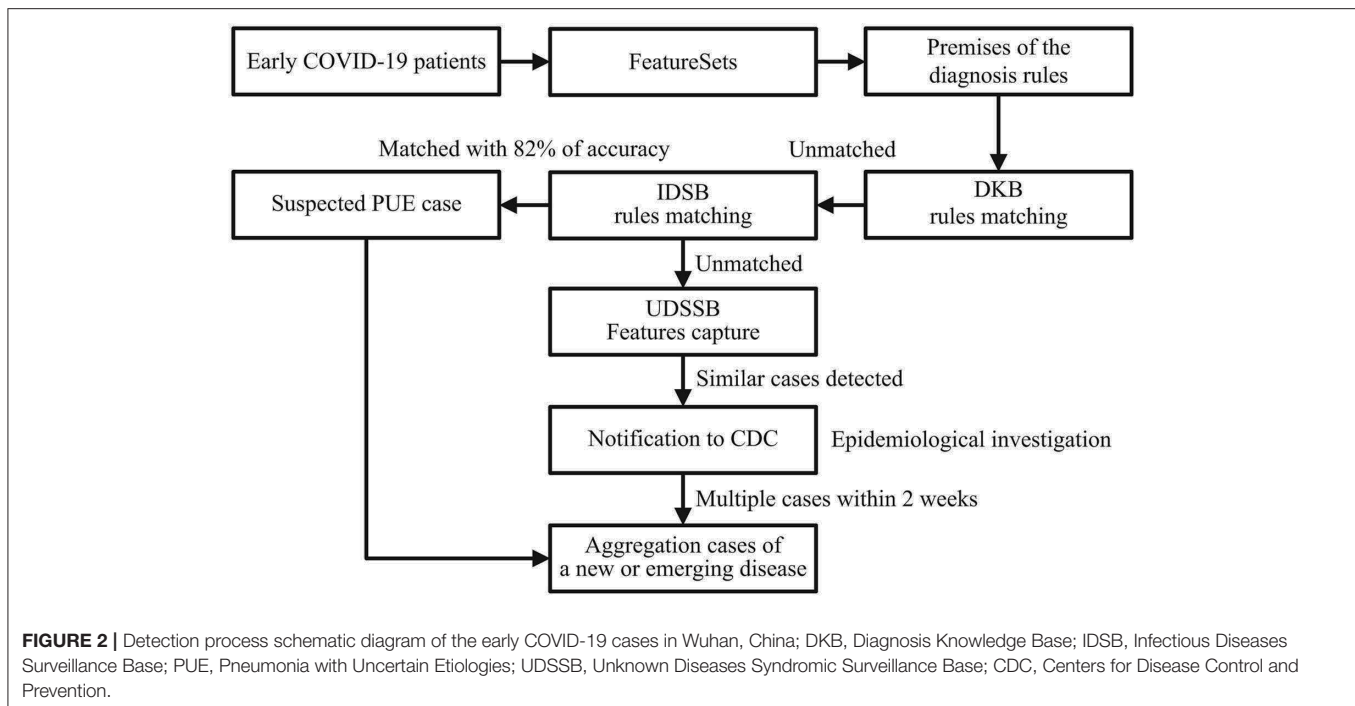 Early COVID-19 patients
FeatureSets
Premises of the
diagnosis rules
Matched with 82% of accuracy
Unmatched
Suspected PUE case
IDSB
rules matching
DKB
rules matching
Unmatched
UDSSB
Features capture
Similar cases detected
Notification to CDC
Epidemiological investigation
Multiple cases within 2 weeks
Aggregation cases of
a new or emerging disease
FIGURE 2 | Detection process schematic diagram of the early COVID-19 cases in Wuhan, China; DKB, Diagnosis Knowledge Base; IDSB, Infectious Diseases
Surveillance Base; PUE, Pneumonia with Uncertain Etiologies; UDSSB, Unknown Diseases Syndromic Surveillance Base; CDC, Centers for Disease Control and
Prevention.